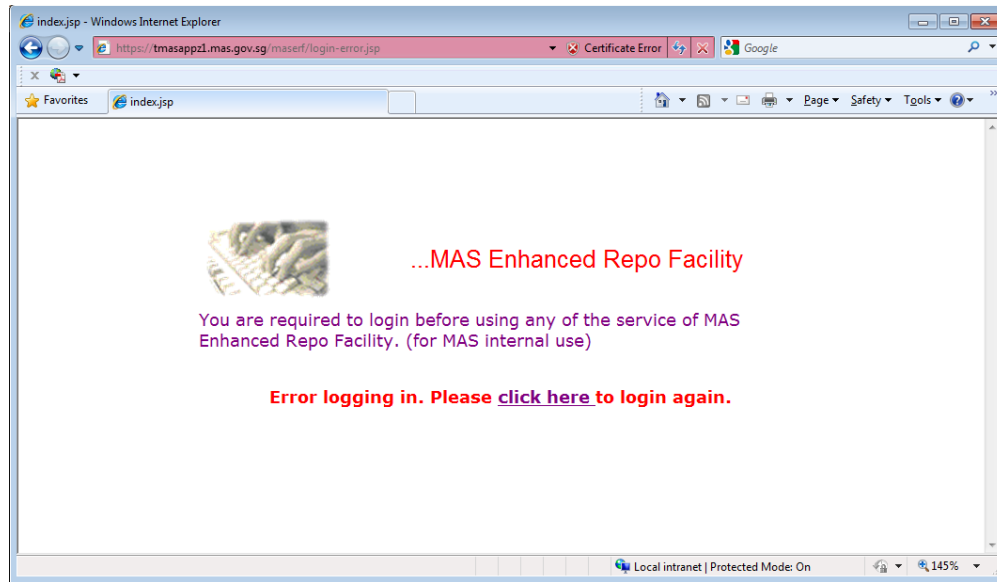 index.jsp - Windows Internet Explorer
https://tmasappz1.mas.gov.sg/maserf/login-error.jsp Certificate Error Google
x
Favorites index.jsp Page Safety Tools »
...MAS Enhanced Repo Facility
You are required to login before using any of the service of MAS
Enhanced Repo Facility. (for MAS internal use)
Error logging in. Please click here to login again.
Local intranet | Protected Mode: On 145%